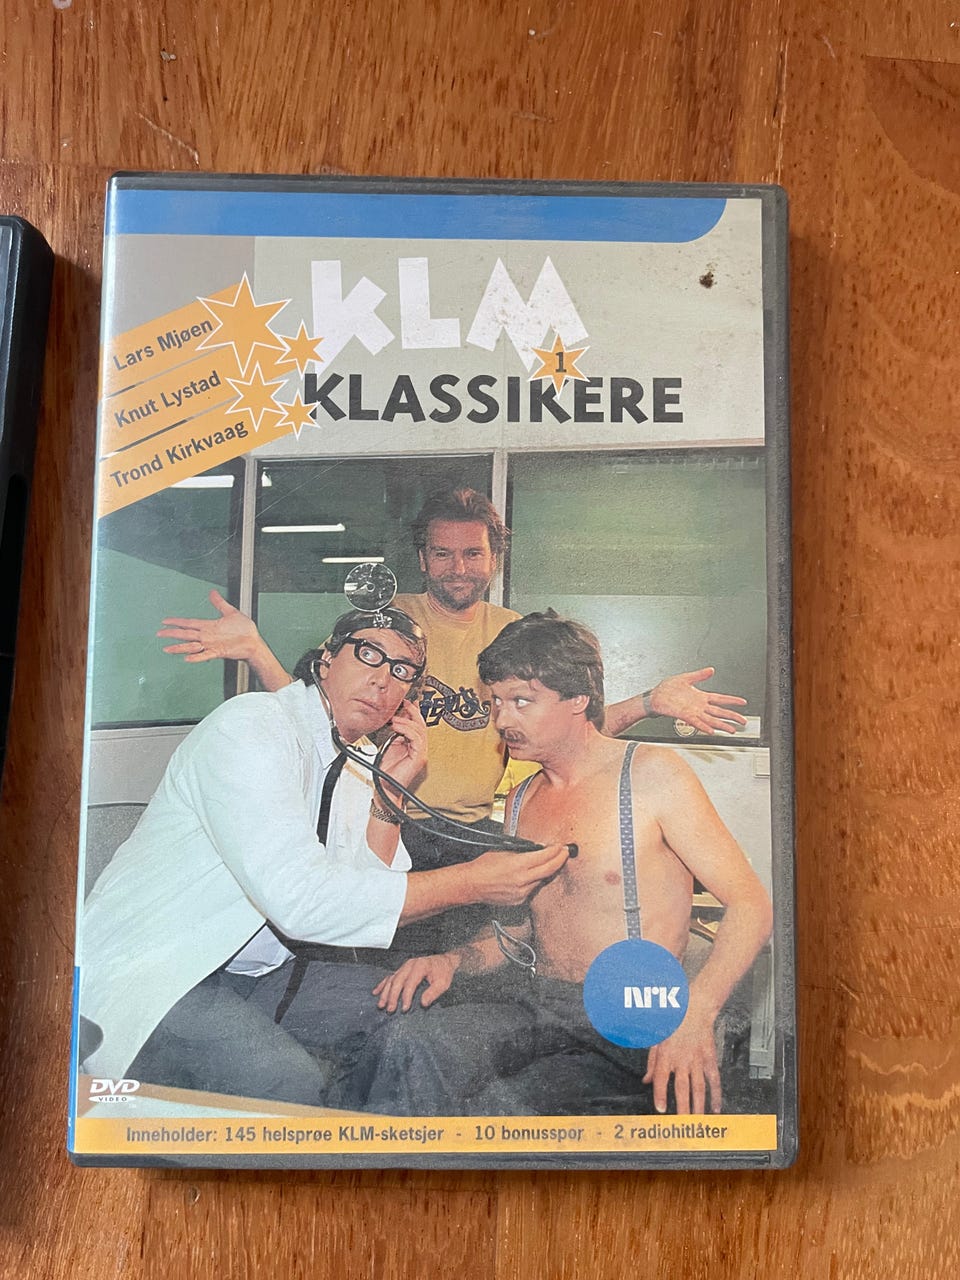 KLM
1
KLASSIKERE
Lars Mjøen
Knut Lystad
Trond Kirkvaag
nrk
DVD
VIDEO
Inneholder: 145 helsprøe KLM-sketsjer - 10 bonusspor - 2 radiohitlåter